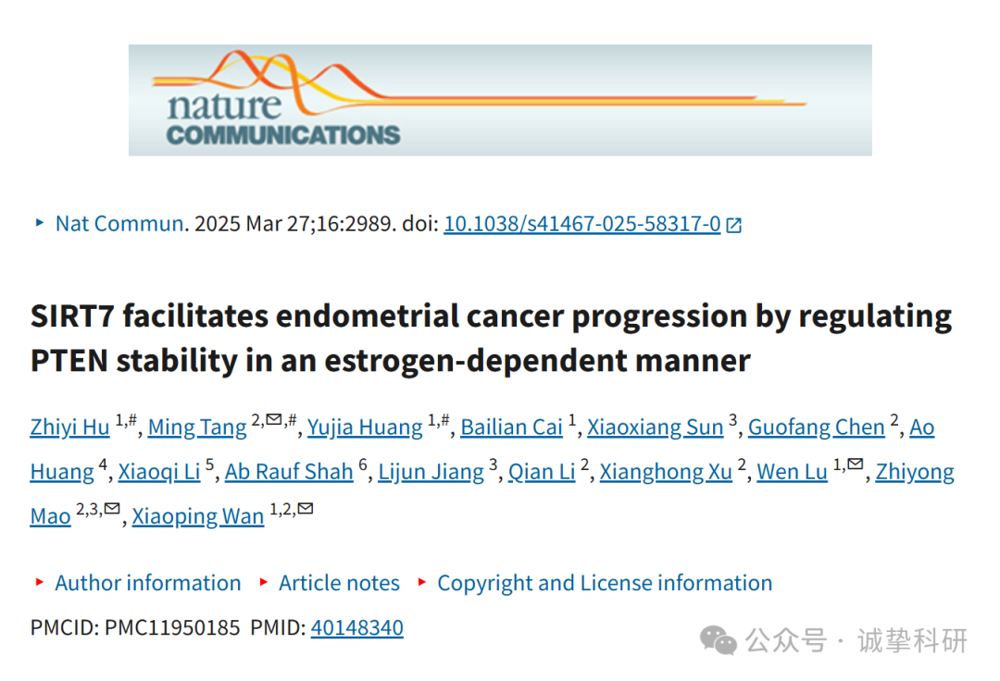 nature
COMMUNICATIONS
‣ Nat Commun. 2025 Mar 27;16:2989. doi: 10.1038/s41467-025-58317-0
SIRT7 facilitates endometrial cancer progression by regulating
PTEN stability in an estrogen-dependent manner
Zhiyi Hu 1,#, Ming Tang 2,✉,#, Yujia Huang 1,#, Bailian Cai 1, Xiaoxiang Sun 3, Guofang Chen 2, Ao
Huang 4, Xiaoqi Li 5, Ab Rauf Shah 6, Lijun Jiang 3, Qian Li 2, Xianghong Xu 2, Wen Lu 1,✉, Zhiyong
Mao 2,3,✉, Xiaoping Wan 1,2,✉
‣ Author information ‣ Article notes ‣ Copyright and License information
PMCID: PMC11950185 PMID: 40148340
公众号 · 诚挚科研